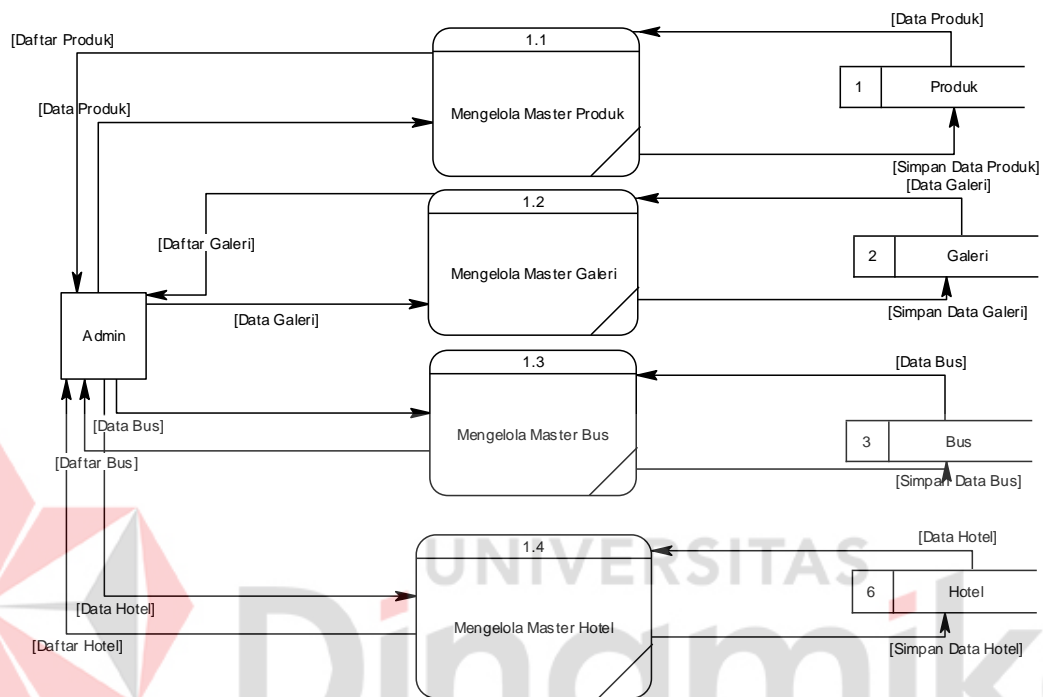 [Data Produk]
[Daftar Produk]
1.1
1
Produk
[Data Produk]
Mengelola Master Produk
[Simpan Data Produk]
[Data Galeri]
1.2
[Daftar Galeri]
2
Galeri
Mengelola Master Galeri
[Data Galeri]
[Simpan Data Galeri]
Admin
1.3
[Data Bus]
[Data Bus]
Mengelola Master Bus
3
Bus
[Daftar Bus]
[Simpan Data Bus]
1.4
[Data Hotel]
UNIVERSITAS
6
Hotel
[Data Hotel]
Dinamika
Mengelola Master Hotel
[Daftar Hotel]
[Simpan Data Hotel]